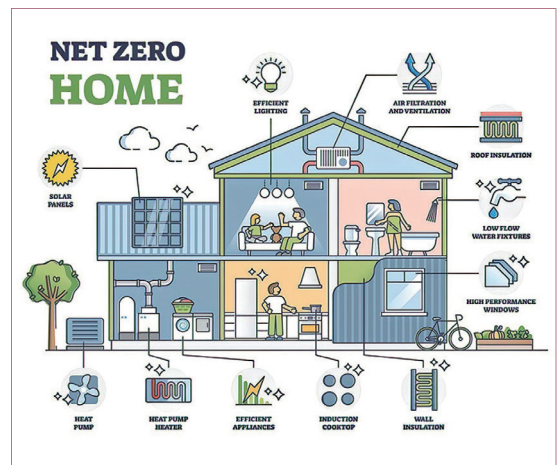 NET ZERO
HOME
EFFICIENT
LIGHTING
AIR FILTRATION
AND VENTILATION
ROOF INSULATION
SOLAR
PANELS
LOW FLOW
WATER FIXTURES
HIGH PERFORMANCE
WINDOWS
HEAT
PUMP
HEAT PUMP
HEATER
EFFICIENT
APPLIANCES
INDUCTION
COOKTOP
WALL
INSULATION